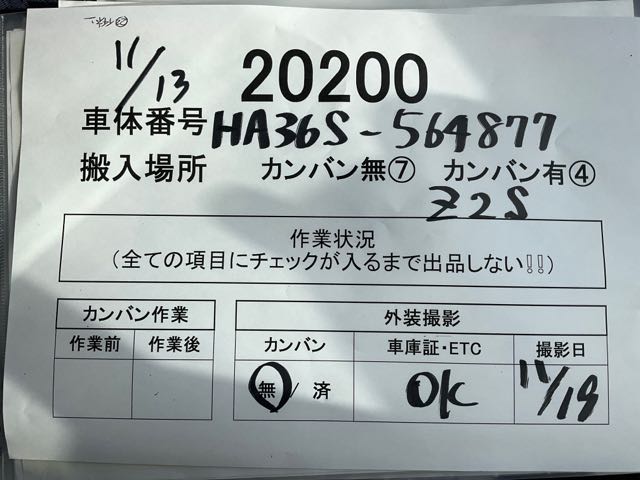 11/13
20200
車体番号 HA36S-564877
搬入場所 カンバン無⑦ カンバン有④
Z2S
作業状況
(全ての項目にチェックが入るまで出品しない!!)
カンバン作業 外装撮影
作業前 作業後 カンバン 車庫証・ETC 撮影日
無/済 OK 11/18